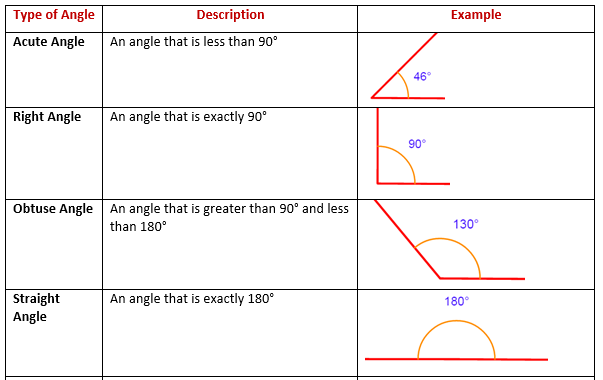 Type of Angle Description Example
Acute Angle An angle that is less than 90°
46°
Right Angle An angle that is exactly 90°
90°
Obtuse Angle An angle that is greater than 90° and less
than 180°
130°
Straight An angle that is exactly 180°
Angle
180°